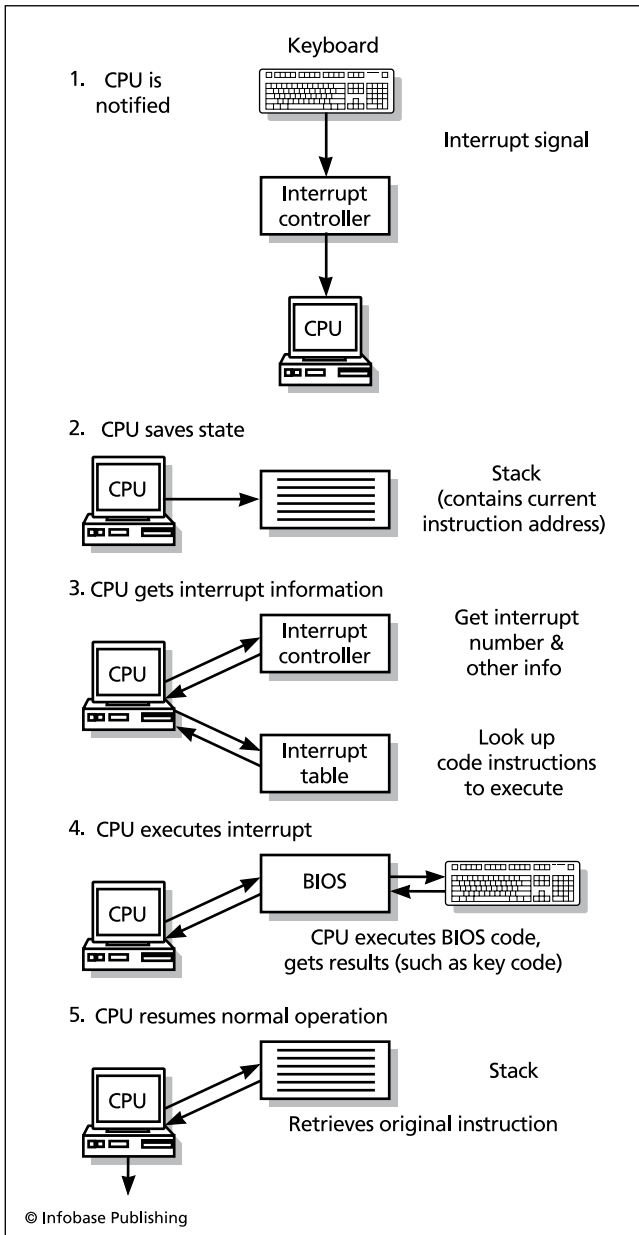 Keyboard
1. CPU is
notified
Interrupt signal
Interrupt
controller
CPU
2. CPU saves state
CPU
Stack
(contains current
instruction address)
3. CPU gets interrupt information
Interrupt
controller
Get interrupt
number &
other info
CPU
Interrupt
table
Look up
code instructions
to execute
4. CPU executes interrupt
BIOS
CPU
CPU executes BIOS code,
gets results (such as key code)
5. CPU resumes normal operation
CPU
Stack
Retrieves original instruction
© Infobase Publishing